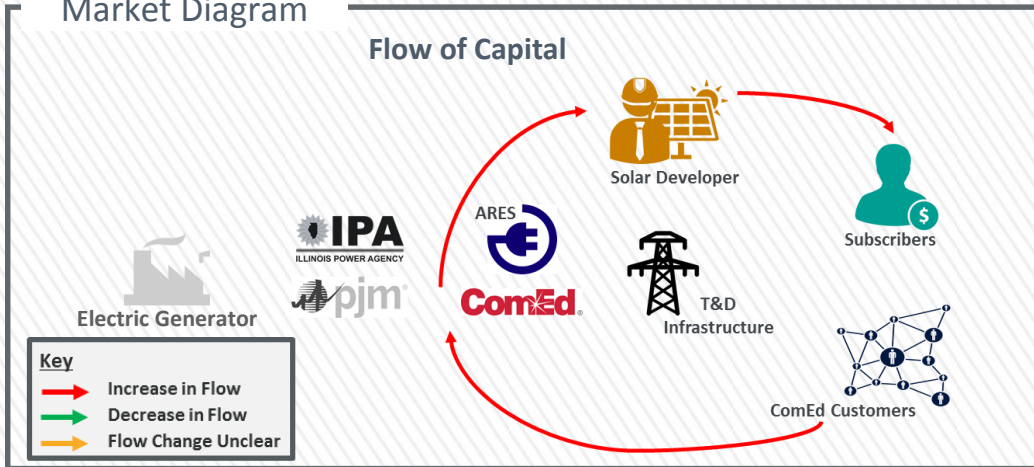 Market Diagram
Flow of Capital
Solar Developer
ARES
$
Subscribers
IPA
ILLINOIS POWER AGENCY
pjm
ComEd
T&D
Infrastructure
Electric Generator
Key
Increase in Flow
Decrease in Flow
Flow Change Unclear
ComEd Customers